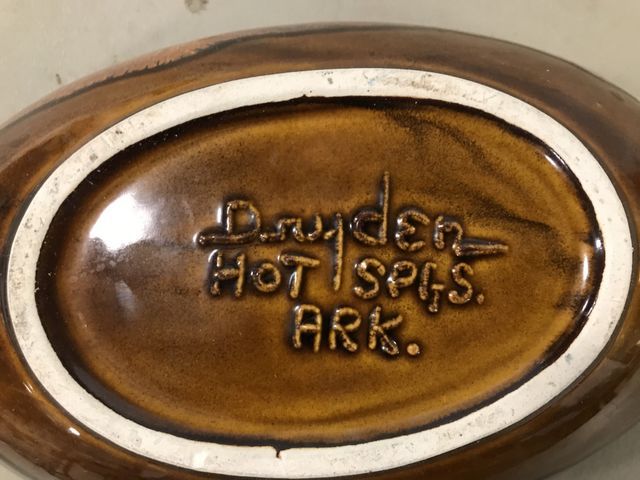 Dryden
HOT SPGS.
ARK.